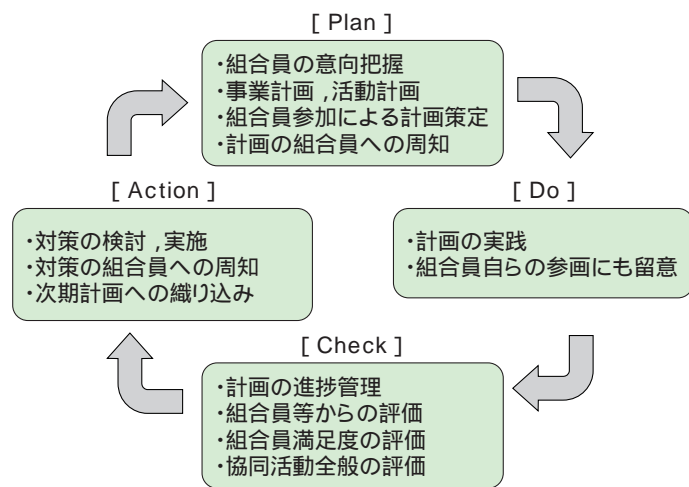 [ Plan ]
・組合員の意向把握
・事業計画 ,活動計画
・組合員参加による計画策定
・計画の組合員への周知
[ Action ]
・対策の検討 ,実施
・対策の組合員への周知
・次期計画への織り込み
[ Do ]
・計画の実践
・組合員自らの参画にも留意
[ Check ]
・計画の進捗管理
・組合員等からの評価
・組合員満足度の評価
・協同活動全般の評価